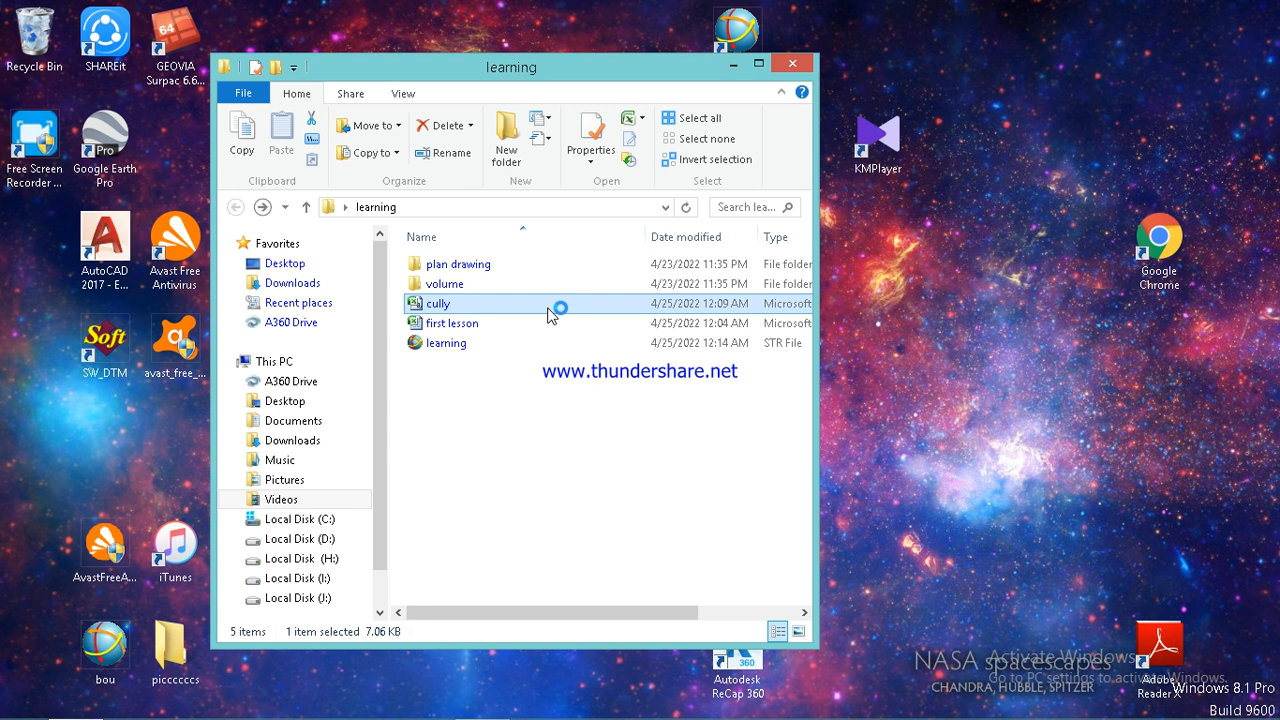 Recycle Bin
SHAREit
64
GEOVIA
Surpac 6.6...
Free Screen
Recorder ...
Pro
Google Earth
Pro
AutoCAD
2017 - E...
Avast Free
Antivirus
Soft
SW_DTM
avast_free_...
AvastFreeA...
iTunes
bou
piccccccs
learning
File
Home
Share
View
Copy
Paste
Clipboard
Move to
Copy to
Delete
Rename
Organize
New
folder
New
Properties
Open
Select all
Select none
Invert selection
Select
learning
Search lea...
Favorites
Desktop
Downloads
Recent places
A360 Drive
This PC
A360 Drive
Desktop
Documents
Downloads
Music
Pictures
Videos
Local Disk (C:)
Local Disk (D:)
Local Disk (H:)
Local Disk (I:)
Local Disk (J:)
Name Date modified Type
plan drawing 4/23/2022 11:35 PM File folder
volume 4/23/2022 11:35 PM File folder
cully 4/25/2022 12:09 AM Microsoft
first lesson 4/25/2022 12:04 AM Microsoft
learning 4/25/2022 12:14 AM STR File
www.thundershare.net
5 items 1 item selected 7.06 KB
KMPlayer
Google
Chrome
360
Autodesk
ReCap 360
Adobe
Reader X
NASA spacescapes
CHANDRA, HUBBLE, SPITZER
Activate Windows
Go to PC settings to activate Windows.
Windows 8.1 Pro
Build 9600